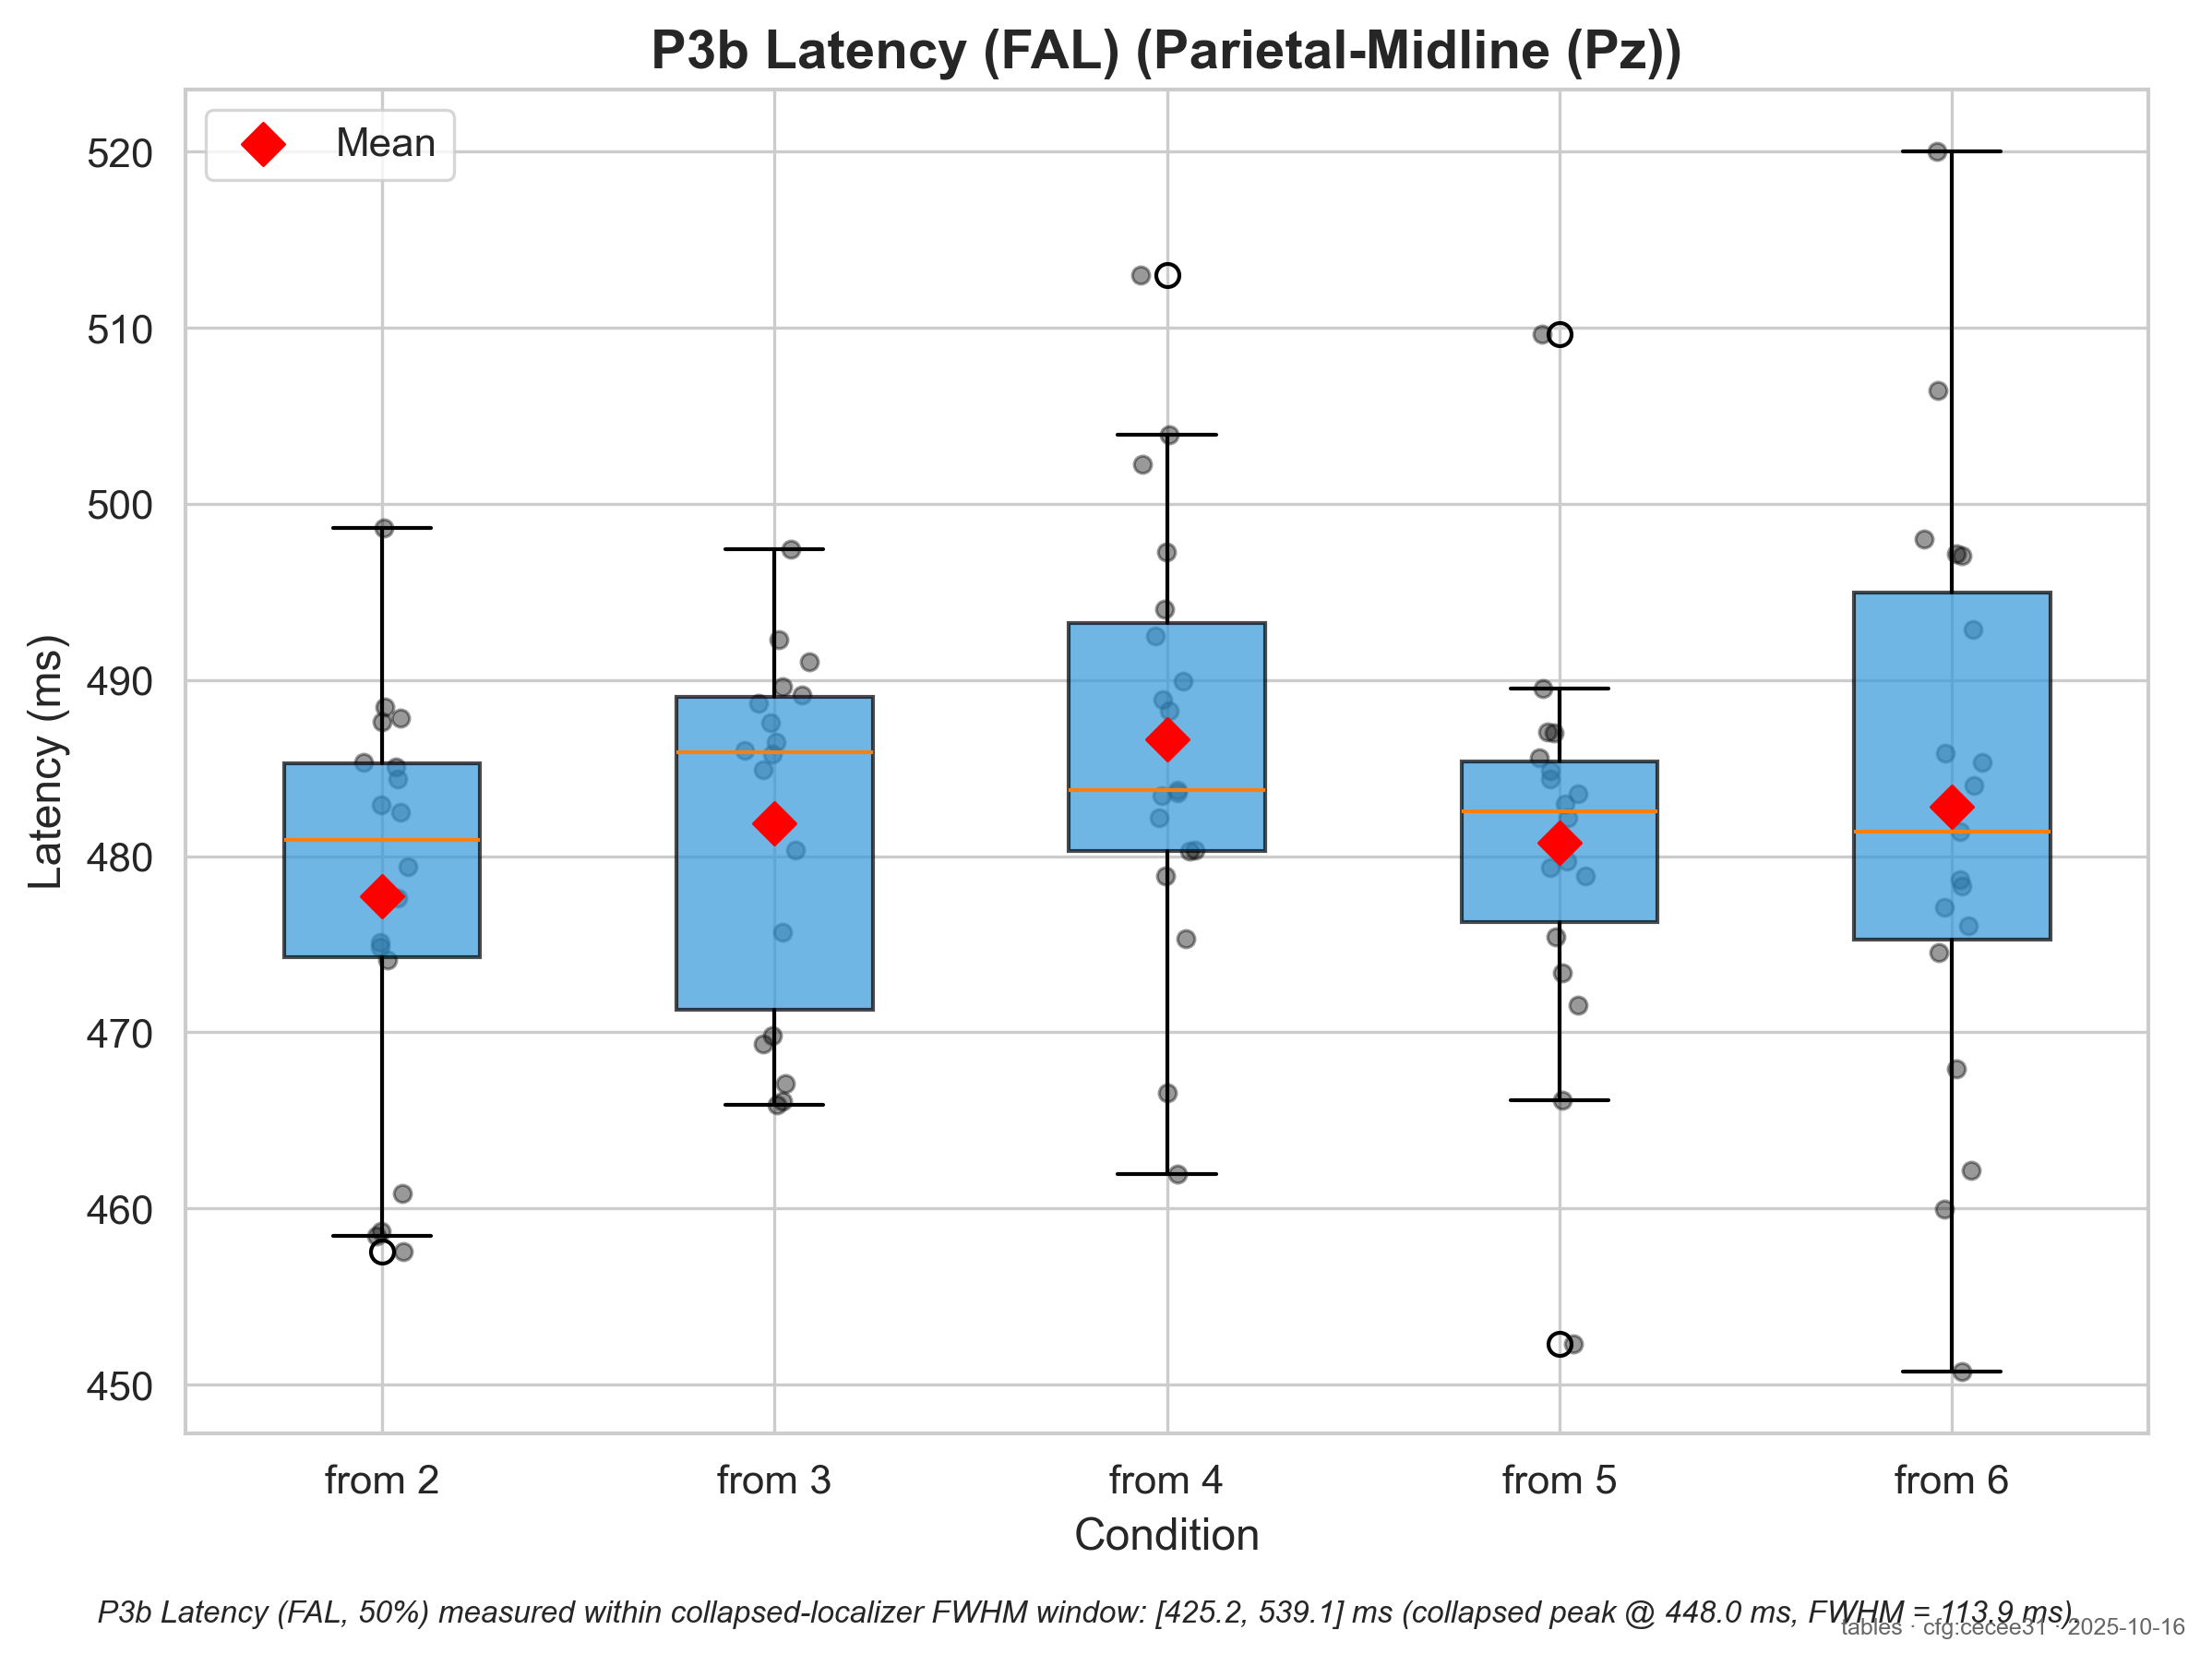 P3b Latency (FAL) (Parietal-Midline (Pz))
Mean
520
510
500
490
480
470
460
450
Latency (ms)
from 2
from 3
from 4
from 5
from 6
Condition
P3b Latency (FAL, 50%) measured within collapsed-localizer FWHM window: [425.2, 539.1] ms (collapsed peak @ 448.0 ms, FWHM = 113.9 ms).
tables · cfg:cecee31 · 2025-10-16